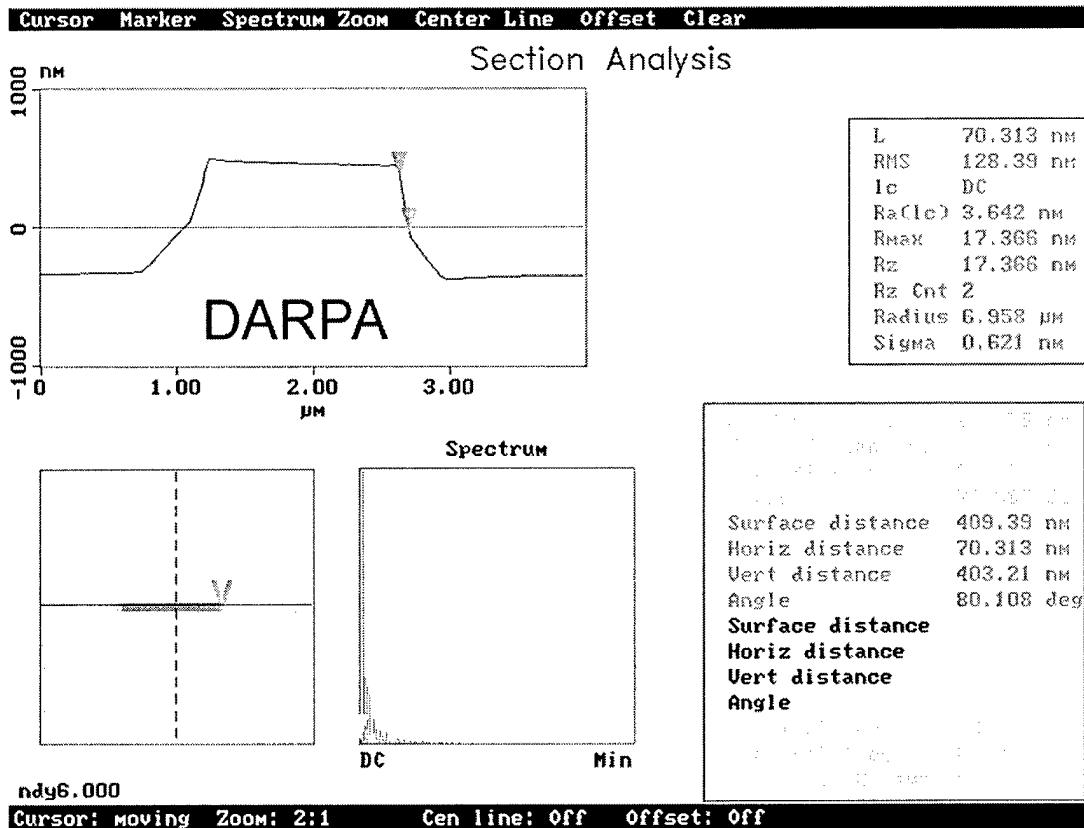 Cursor Marker Spectrum Zoom Center Line Offset Clear
Section Analysis
nm
1000
0
-1000
DARPA
0 1.00 2.00 3.00
µm
L 70.313 nm
RMS 128.39 nm
lc DC
Ra(lc) 3.642 nm
Rmax 17.366 nm
Rz 17.366 nm
Rz Cnt 2
Radius 6.958 µm
Sigma 0.621 nm
Spectrum
DC Min
Surface distance 409.39 nm
Horiz distance 70.313 nm
Vert distance 403.21 nm
Angle 80.108 deg
Surface distance
Horiz distance
Vert distance
Angle
ndy6.000
Cursor: moving Zoom: 2:1 Cen line: Off Offset: Off